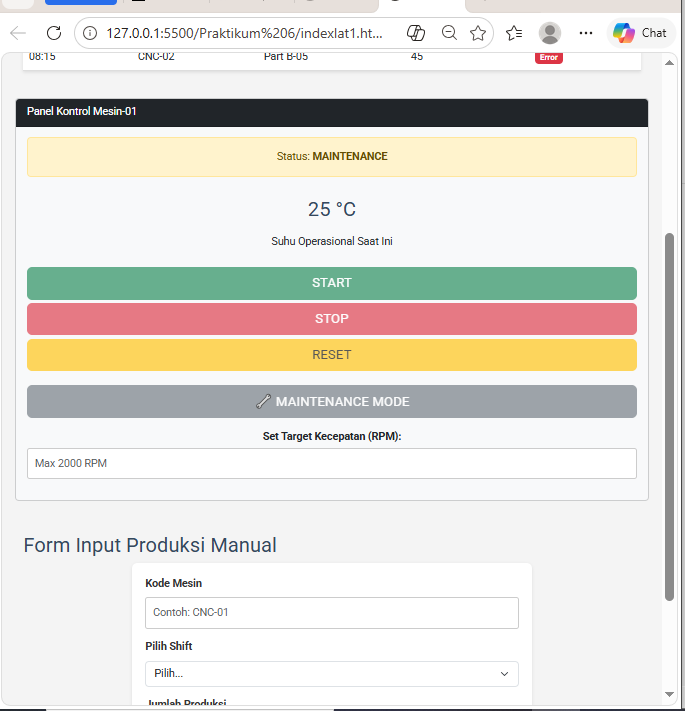 127.0.0.1:5500/Praktikum%206/indexlat1.ht...
Chat
08:15 CNC-02 Part B-05 45 Error
Panel Kontrol Mesin-01
Status: MAINTENANCE
25 °C
Suhu Operasional Saat Ini
START
STOP
RESET
MAINTENANCE MODE
Set Target Kecepatan (RPM):
Max 2000 RPM
Form Input Produksi Manual
Kode Mesin
Contoh: CNC-01
Pilih Shift
Pilih...
Jumlah Produksi